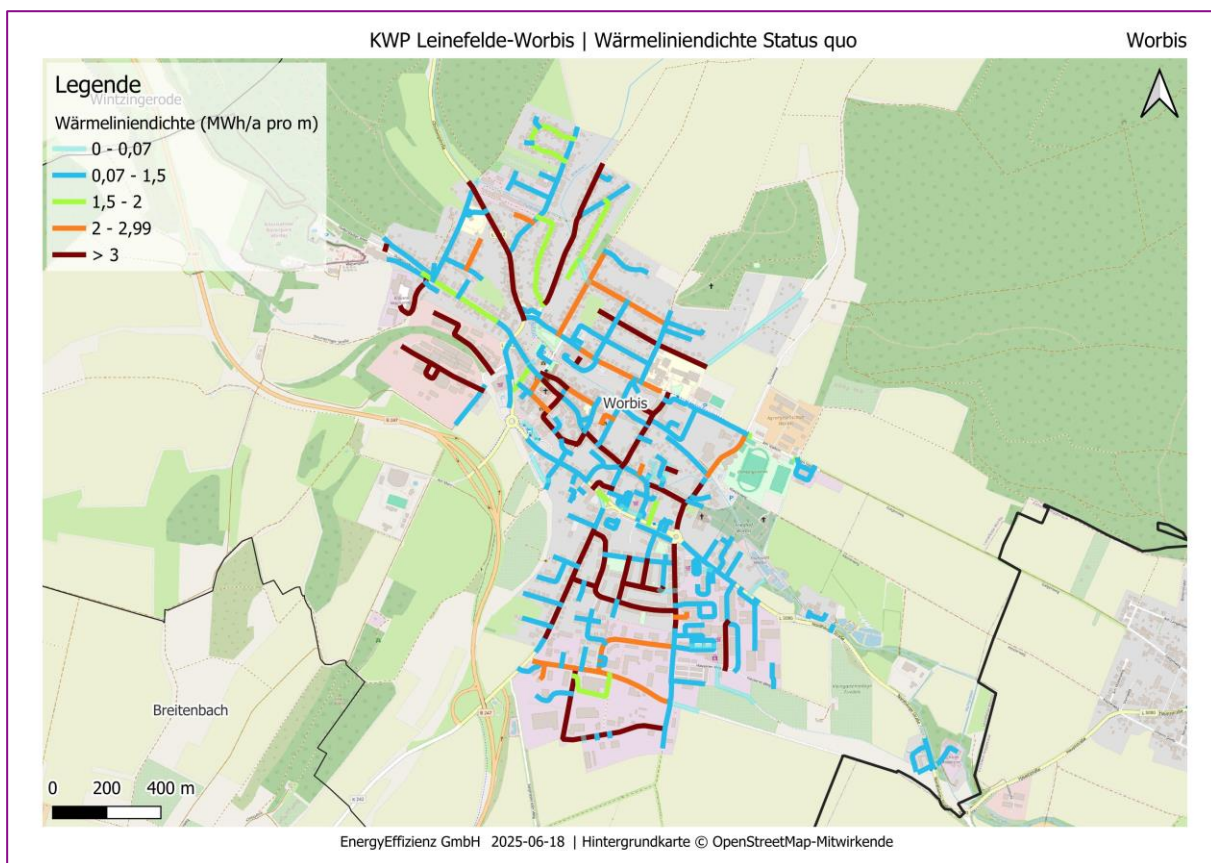 KWP Leinefelde-Worbis | Wärmeliniendichte Status quo
Worbis
Legende
Wintzingerode
Wärmeliniendichte (MWh/a pro m)
0 - 0,07
0,07 - 1,5
1,5 - 2
2 - 2,99
> 3
Worbis
Breitenbach
0 200 400 m
EnergyEffizienz GmbH 2025-06-18 | Hintergrundkarte © OpenStreetMap-Mitwirkende